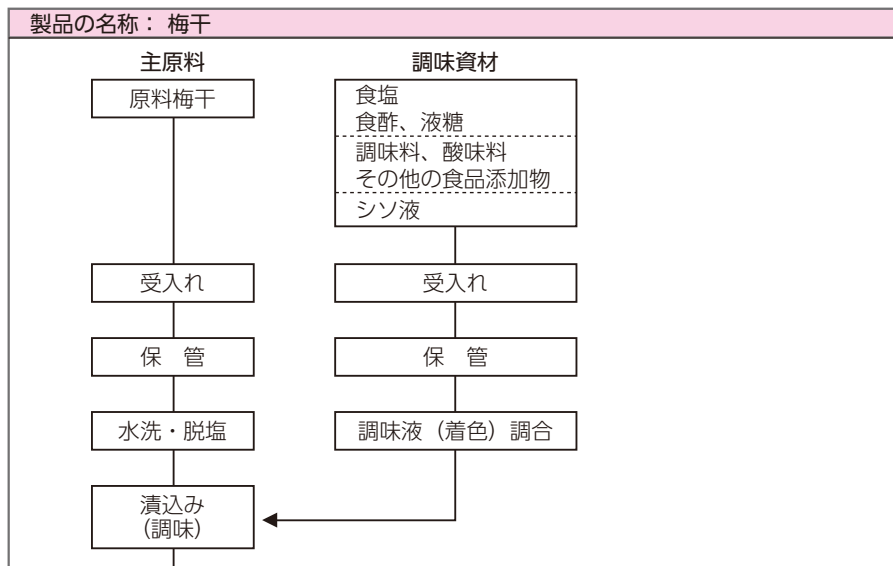 製品の名称： 梅干
主原料
調味資材
原料梅干
食塩
食酢、液糖
調味料、酸味料
その他の食品添加物
シソ液
受入れ
受入れ
保　管
保　管
水洗・脱塩
調味液（着色）調合
漬込み
（調味）